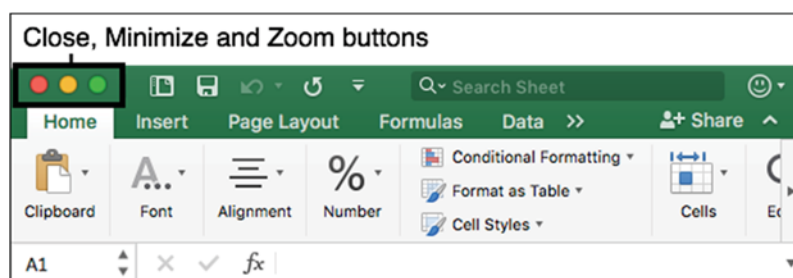 Close, Minimize and Zoom buttons
Search Sheet
Home Insert Page Layout Formulas Data >> Share
Conditional Formatting
Format as Table
Cell Styles
A... %
Clipboard Font Alignment Number Cells
A1 fx